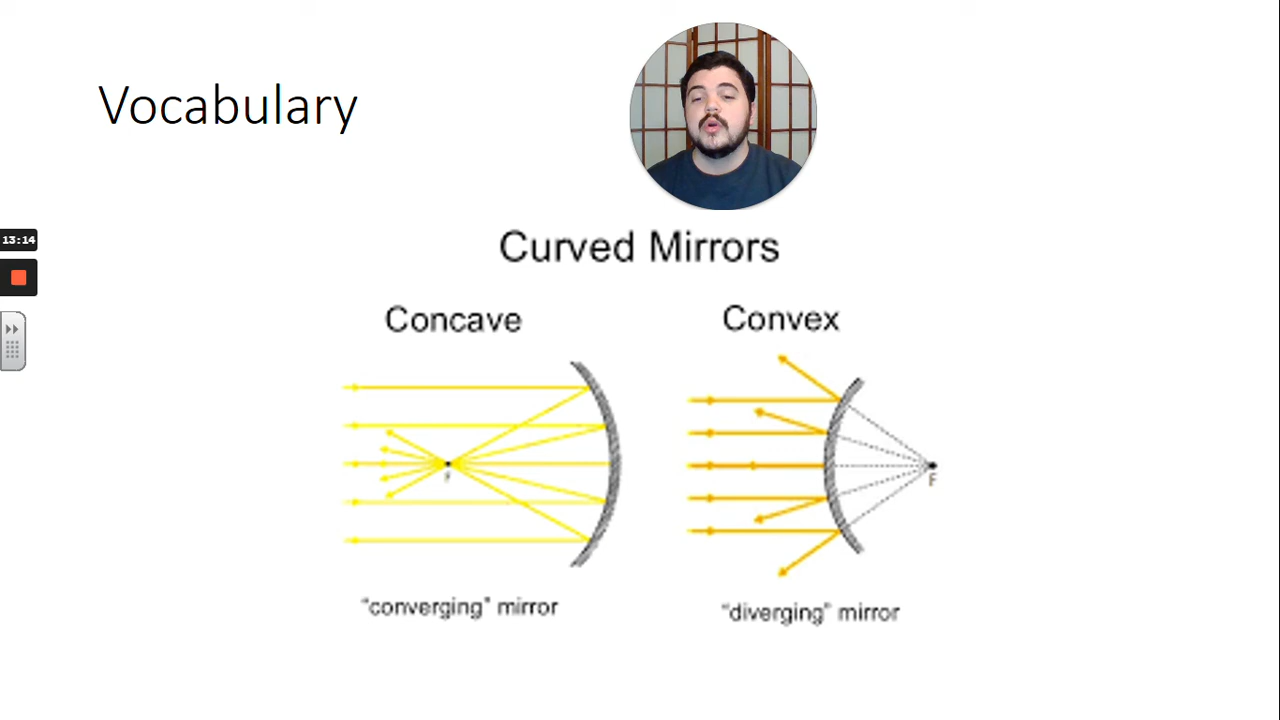 Vocabulary
13:14
Curved Mirrors
Concave
Convex
F
F
"converging" mirror
"diverging" mirror